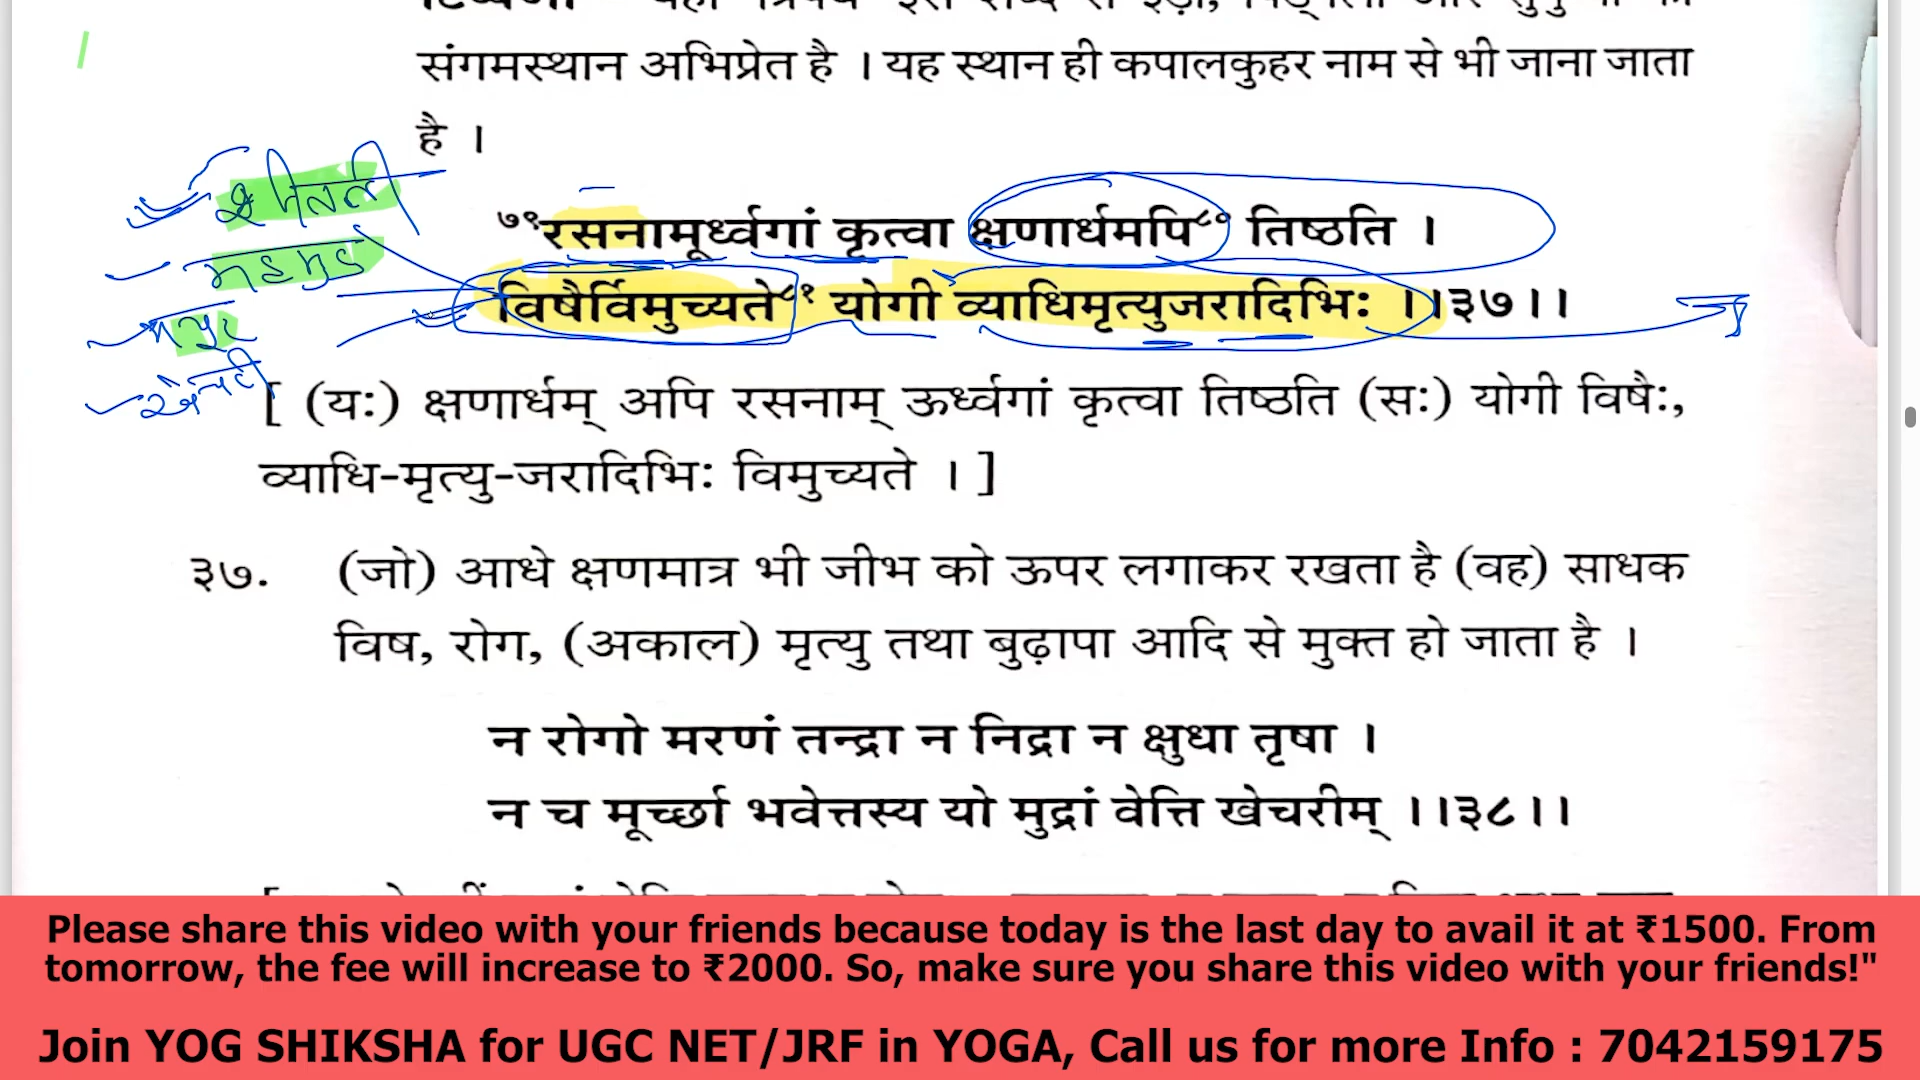 संगमस्थान अभिप्रेत है । यह स्थान ही कपालकुहर नाम से भी जाना जाता
है ।
शीतली
मयुर
खेचरी
७९रसनामूर्ध्वगां कृत्वा क्षणार्धमपि८० तिष्ठति ।
विषैर्विमुच्यते८१ योगी व्याधिमृत्युजरादिभिः ।।३७।।
[ (यः) क्षणार्धम् अपि रसनाम् ऊर्ध्वगां कृत्वा तिष्ठति (सः) योगी विषैः,
व्याधि-मृत्यु-जरादिभिः विमुच्यते । ]
३७. (जो) आधे क्षणमात्र भी जीभ को ऊपर लगाकर रखता है (वह) साधक
विष, रोग, (अकाल) मृत्यु तथा बुढ़ापा आदि से मुक्त हो जाता है ।
न रोगो मरणं तन्द्रा न निद्रा न क्षुधा तृषा ।
न च मूर्च्छा भवेत्तस्य यो मुद्रां वेत्ति खेचरीम् ।।३८।।
Please share this video with your friends because today is the last day to avail it at ₹1500. From
tomorrow, the fee will increase to ₹2000. So, make sure you share this video with your friends!"
Join YOG SHIKSHA for UGC NET/JRF in YOGA, Call us for more Info : 7042159175